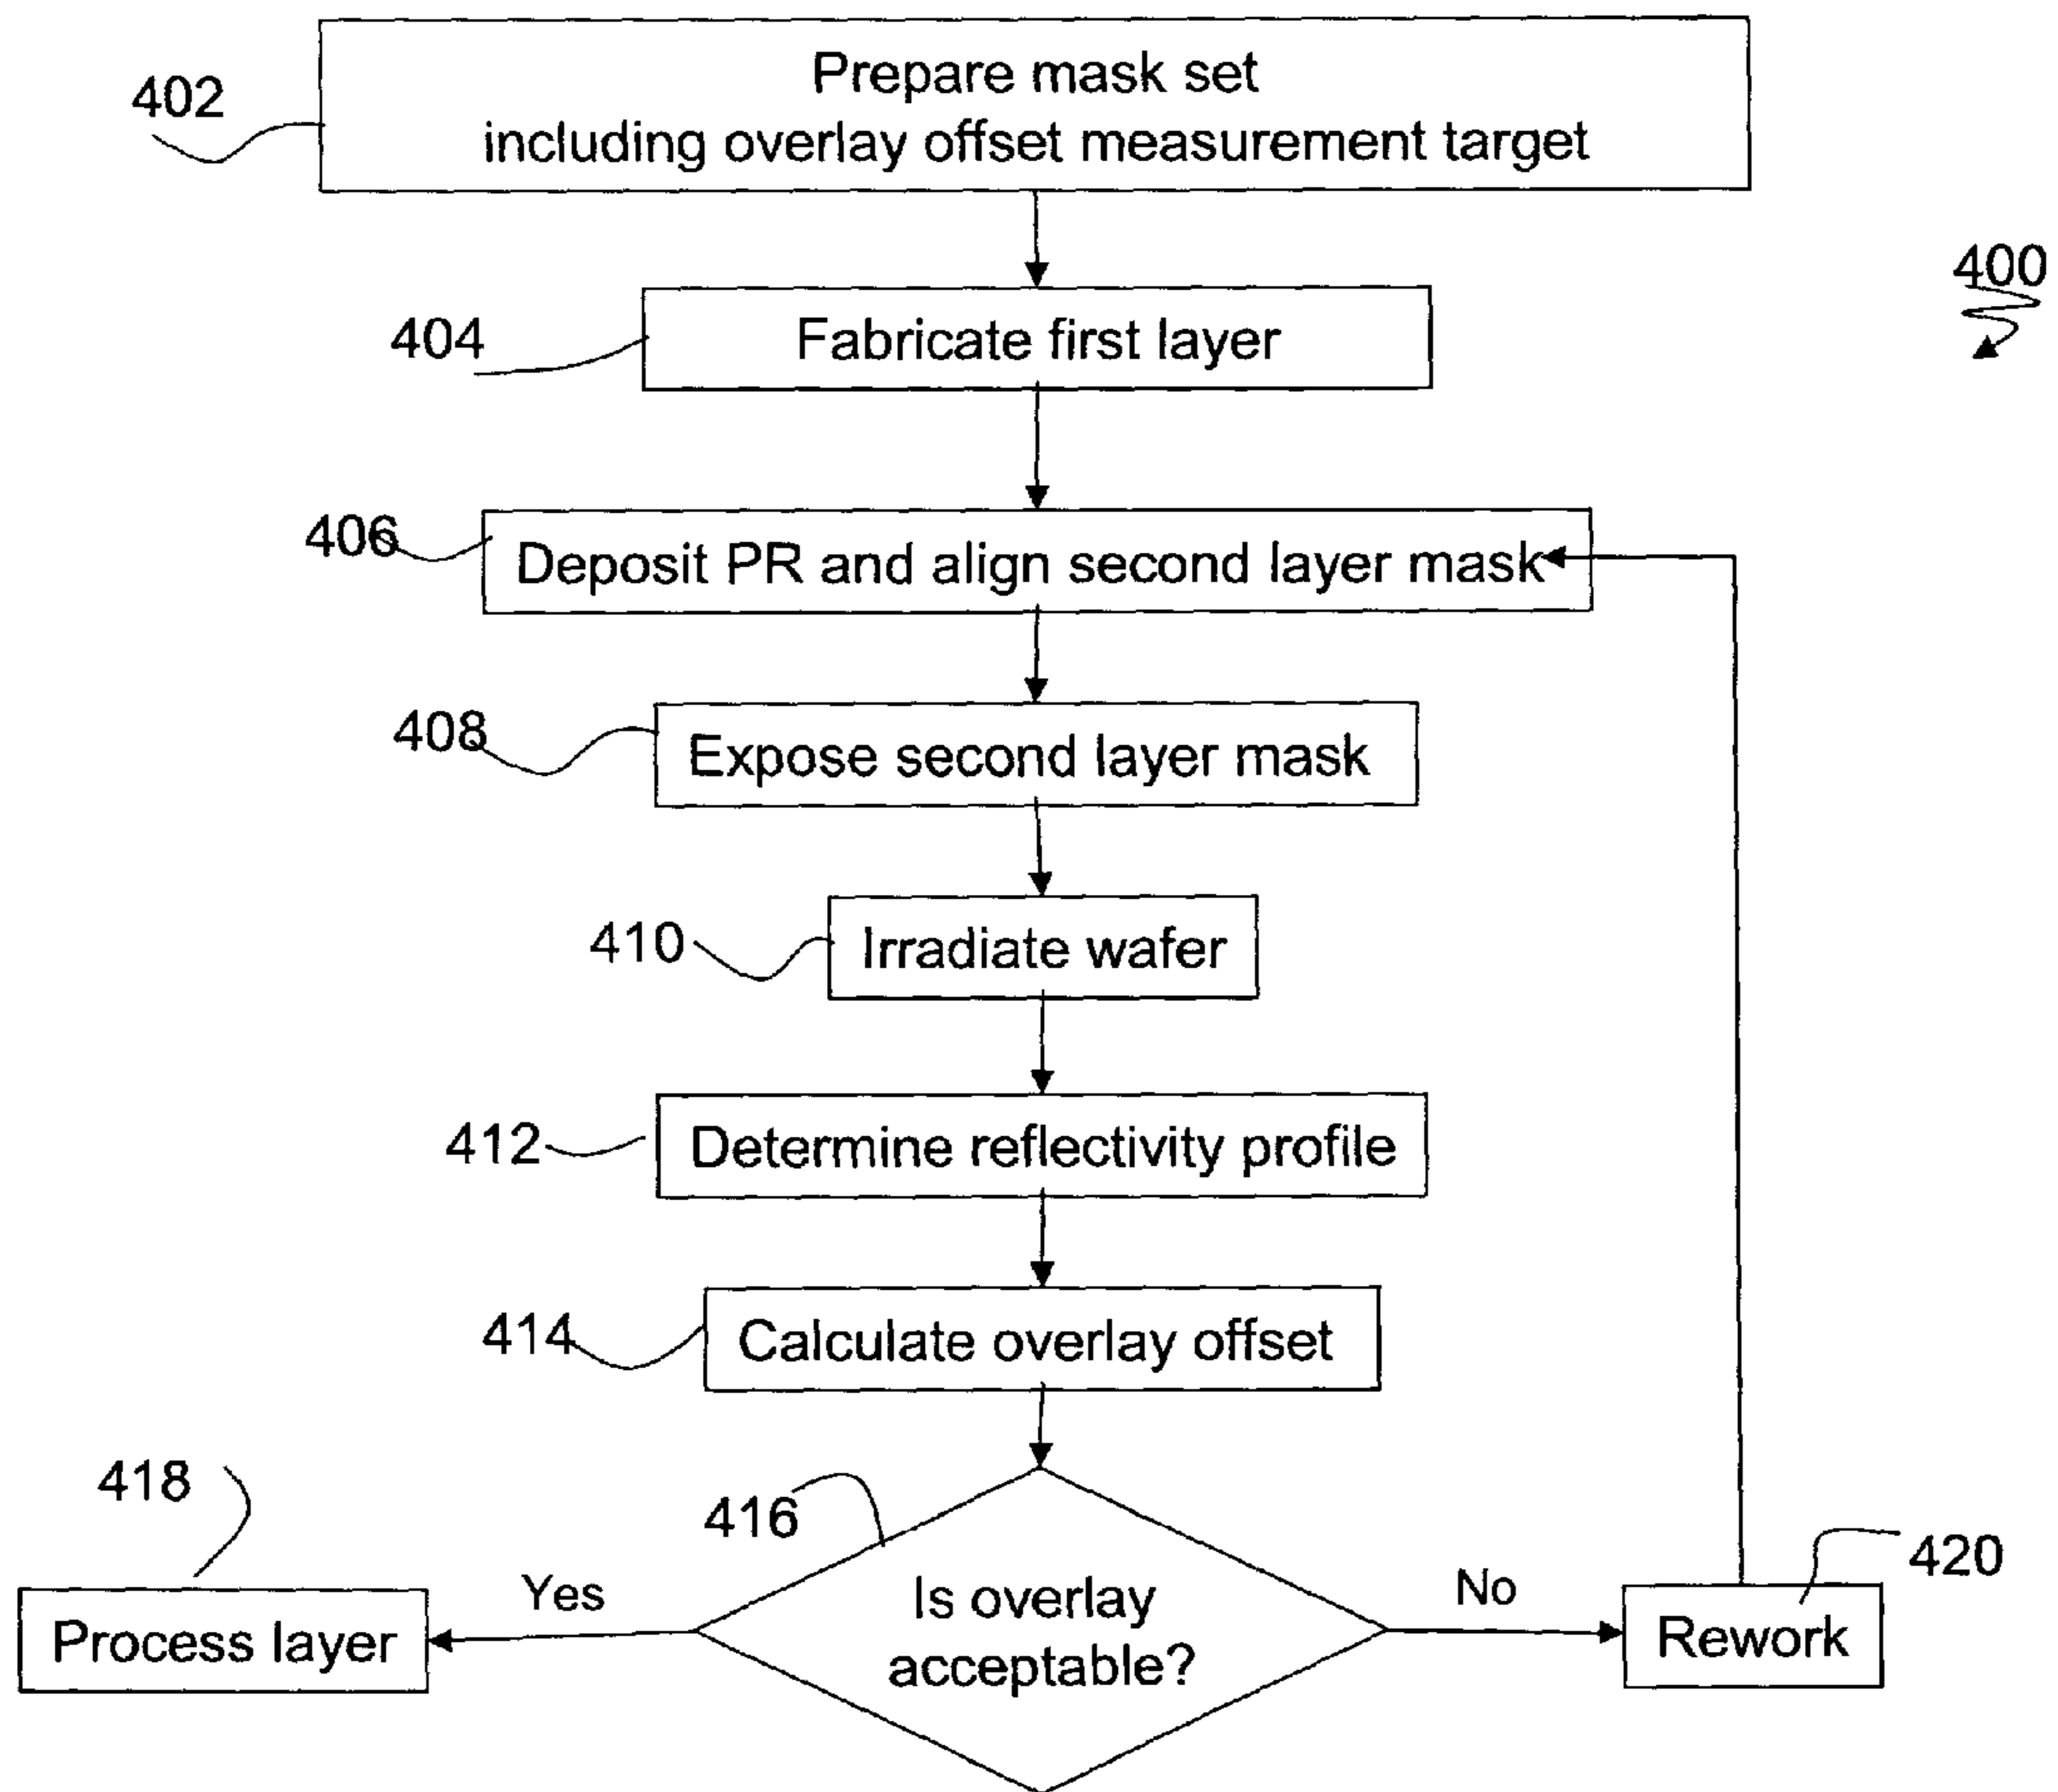 402
Prepare mask set
including overlay offset measurement target
400
404
Fabricate first layer
406
Deposit PR and align second layer mask
408
Expose second layer mask
410
Irradiate wafer
412
Determine reflectivity profile
414
Calculate overlay offset
418
416
420
Yes
No
Is overlay
acceptable?
Process layer
Rework